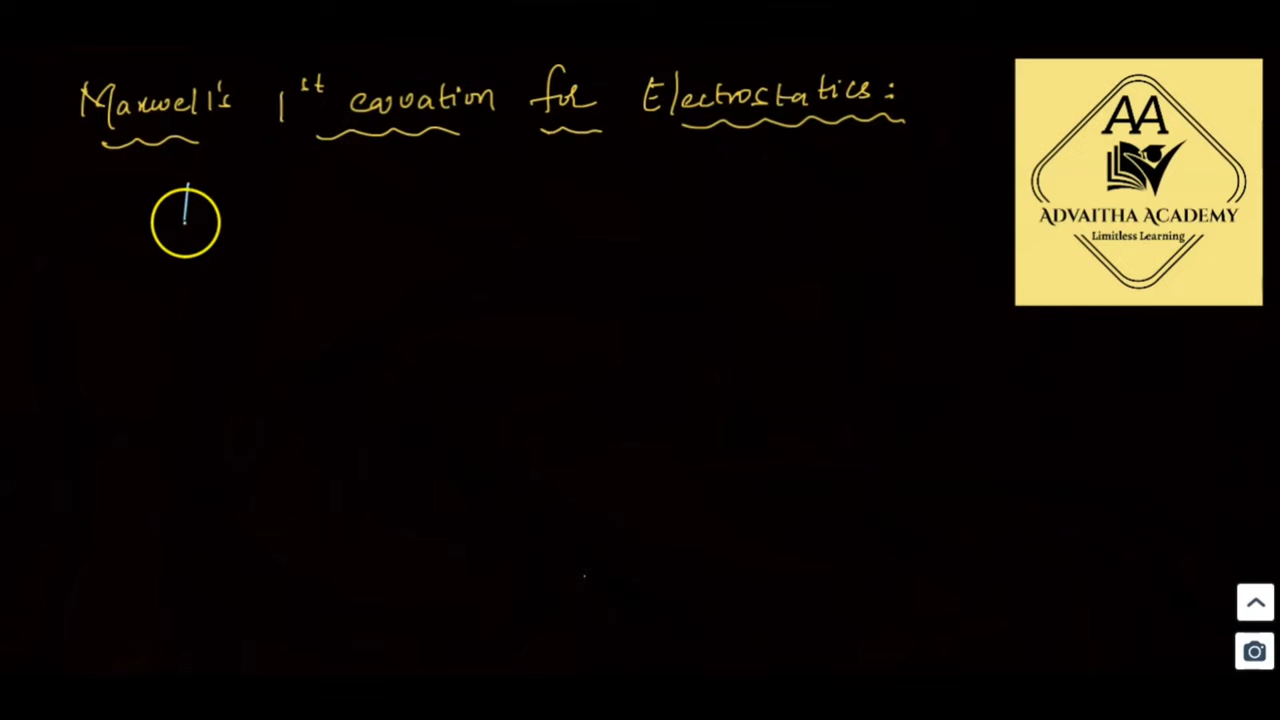 Maxwell's 1st equation for Electrostatics:
AA
ADVAITHA ACADEMY
Limitless Learning